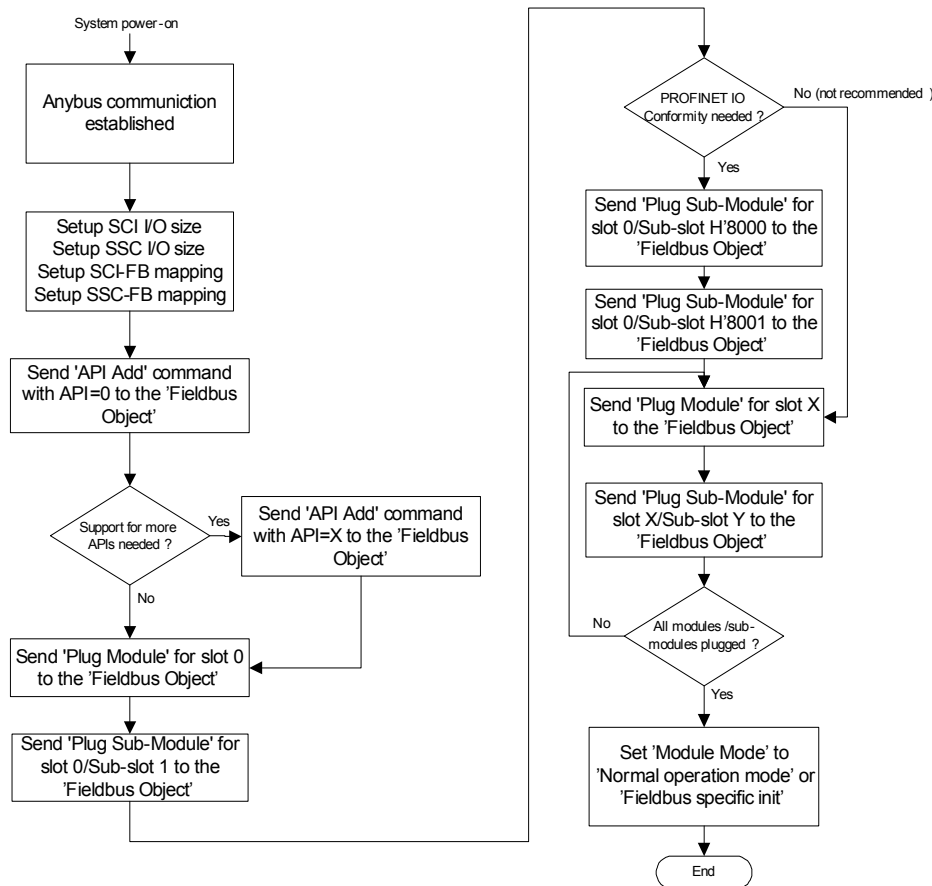 System power-on
Anybus communiction
established
Setup SCI I/O size
Setup SSC I/O size
Setup SCI-FB mapping
Setup SSC-FB mapping
Send 'API Add' command
with API=0 to the ’Fieldbus
Object’
Support for more
APIs needed ?
Yes
Send 'API Add' command
with API=X to the ’Fieldbus
Object’
No
Send 'Plug Module' for slot 0
to the ’Fieldbus Object’
Send 'Plug Sub-Module' for
slot 0/Sub-slot 1 to the
’Fieldbus Object’
PROFINET IO
Conformity needed ?
No (not recommended )
Yes
Send 'Plug Sub-Module' for
slot 0/Sub-slot H’8000 to the
’Fieldbus Object’
Send 'Plug Sub-Module' for
slot 0/Sub-slot H’8001 to the
’Fieldbus Object’
Send 'Plug Module' for slot X
to the ’Fieldbus Object’
Send 'Plug Sub-Module' for
slot X/Sub-slot Y to the
’Fieldbus Object’
All modules /sub-
modules plugged ?
No
Yes
Set ’Module Mode’ to
’Normal operation mode’ or
’Fieldbus specific init’
End